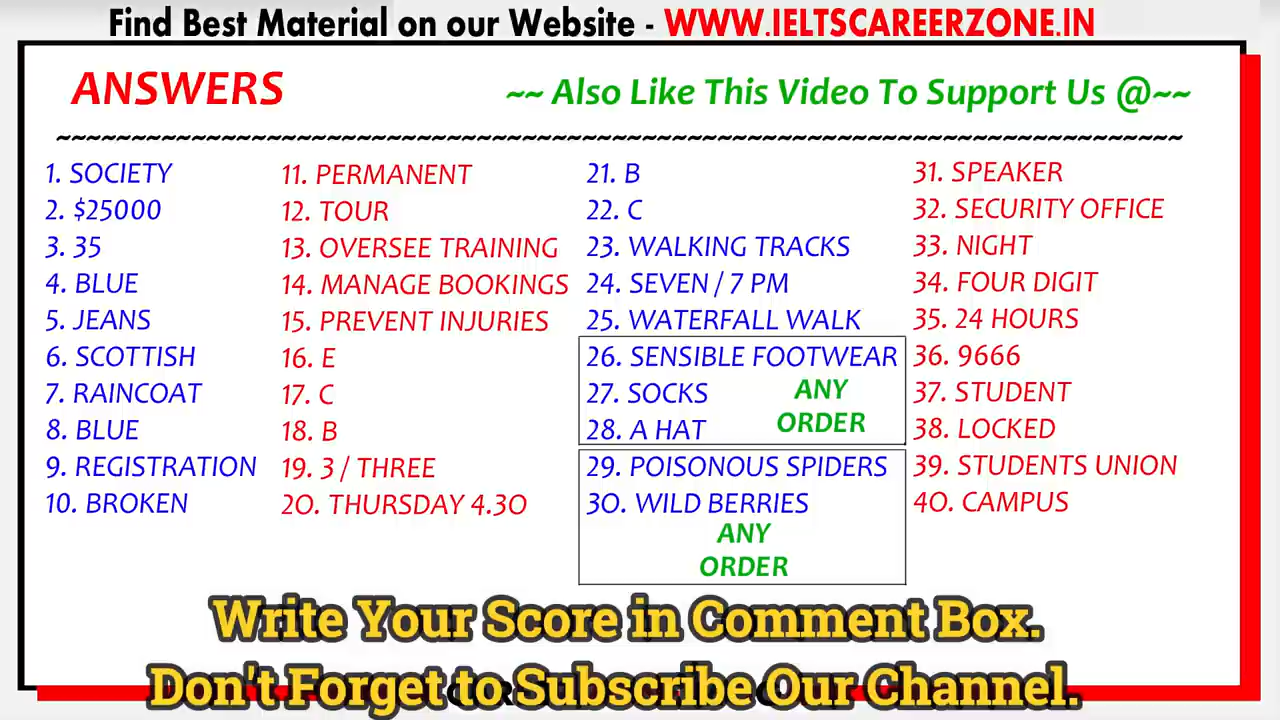 Find Best Material on our Website - WWW.IELTSCAREERZONE.IN
ANSWERS
~~ Also Like This Video To Support Us @~~
~~~~~~~~~~~~~~~~~~~~~~~~~~~~~~~~~~~~~~~~~~~~~~~~~~~~~~~~~~~~~~~~~~~~~~~~~~~
1. SOCIETY
2. $25000
3. 35
4. BLUE
5. JEANS
6. SCOTTISH
7. RAINCOAT
8. BLUE
9. REGISTRATION
10. BROKEN
11. PERMANENT
12. TOUR
13. OVERSEE TRAINING
14. MANAGE BOOKINGS
15. PREVENT INJURIES
16. E
17. C
18. B
19. 3 / THREE
20. THURSDAY 4.30
21. B
22. C
23. WALKING TRACKS
24. SEVEN / 7 PM
25. WATERFALL WALK
26. SENSIBLE FOOTWEAR
27. SOCKS
28. A HAT
ANY
ORDER
29. POISONOUS SPIDERS
30. WILD BERRIES
ANY
ORDER
31. SPEAKER
32. SECURITY OFFICE
33. NIGHT
34. FOUR DIGIT
35. 24 HOURS
36. 9666
37. STUDENT
38. LOCKED
39. STUDENTS UNION
40. CAMPUS
Write Your Score in Comment Box.
Don't Forget to Subscribe Our Channel.